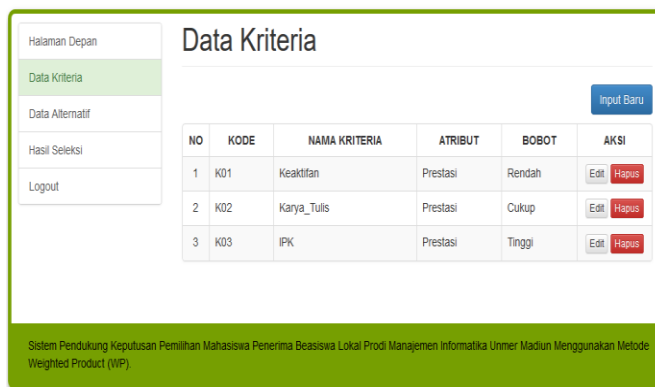 Halaman Depan
Data Kriteria
Data Alternatif
Hasil Seleksi
Logout
Data Kriteria
Input Baru
NO KODE NAMA KRITERIA ATRIBUT BOBOT AKSI
1 K01 Keaktifan Prestasi Rendah Edit Hapus
2 K02 Karya_Tulis Prestasi Cukup Edit Hapus
3 K03 IPK Prestasi Tinggi Edit Hapus
Sistem Pendukung Keputusan Pemilihan Mahasiswa Penerima Beasiswa Lokal Prodi Manajemen Informatika Unmer Madiun Menggunakan Metode
Weighted Product (WP).